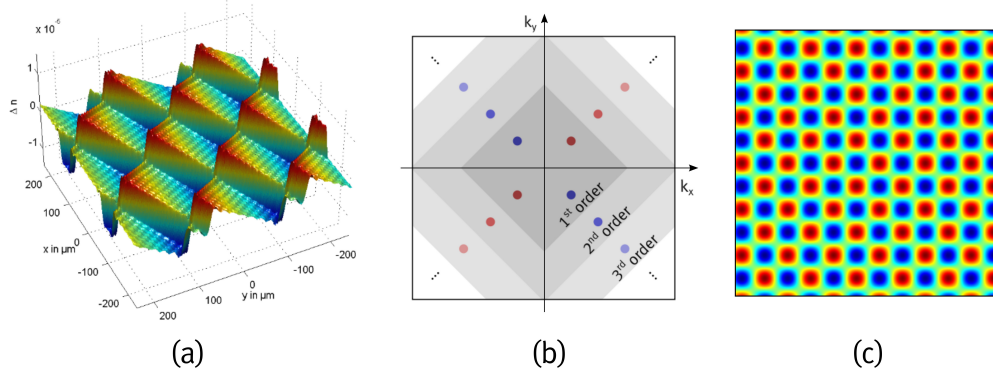 x 10⁻⁶
1
0
-1
Δ n
200
100
0
-100
-200
x in µm
200
100
0
-100
-200
y in µm
(a)
k_y
k_x
1st order
2nd order
3rd order
(b)
(c)